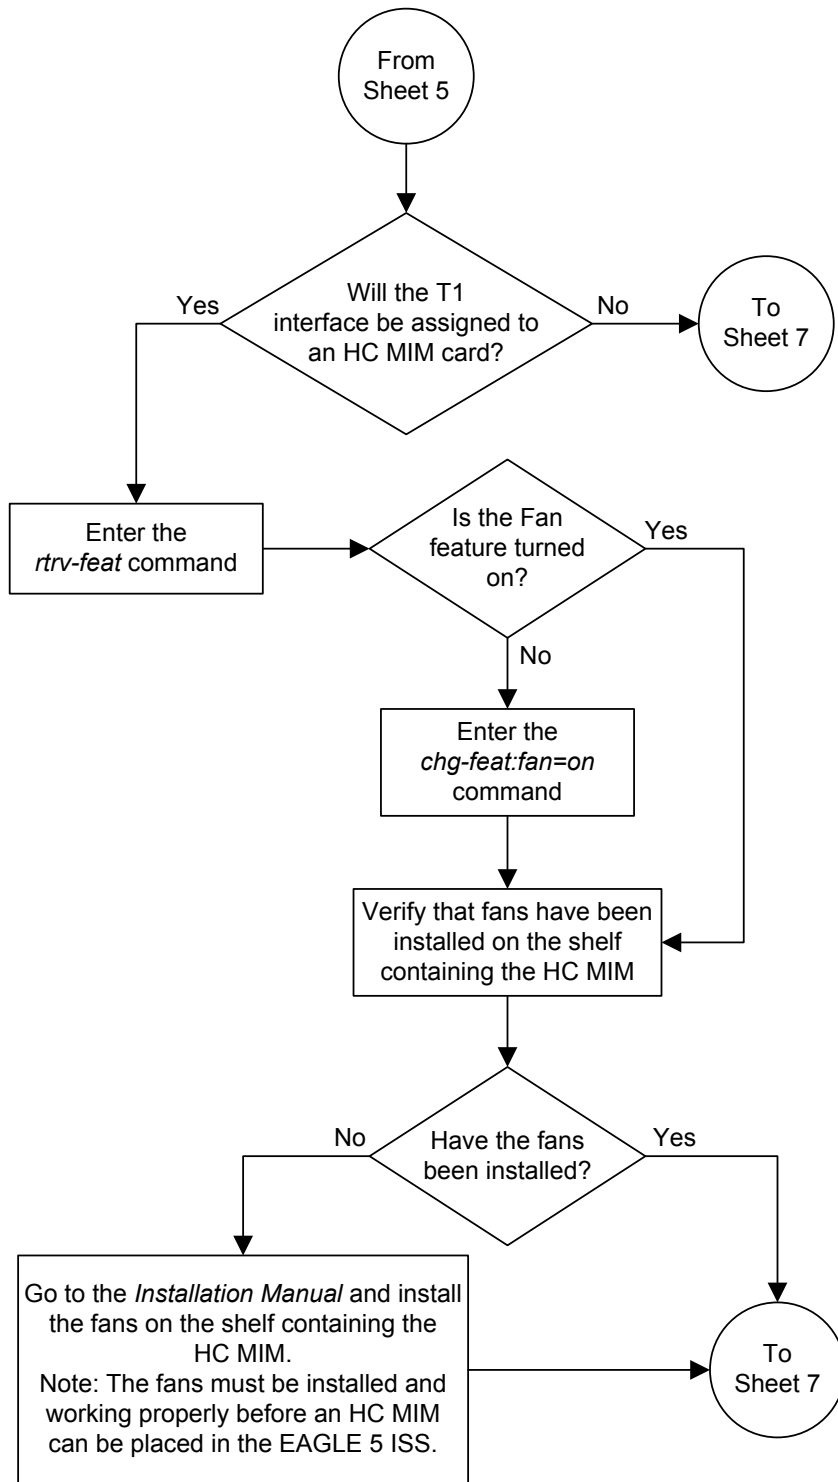 From
Sheet 5
Will the T1
interface be assigned to
an HC MIM card?
Yes
No
To
Sheet 7
Enter the
rtrv-feat command
Is the Fan
feature turned
on?
Yes
No
Enter the
chg-feat:fan=on
command
Verify that fans have been
installed on the shelf
containing the HC MIM
Have the fans
been installed?
No
Yes
Go to the Installation Manual and install
the fans on the shelf containing the
HC MIM.
Note: The fans must be installed and
working properly before an HC MIM
can be placed in the EAGLE 5 ISS.
To
Sheet 7